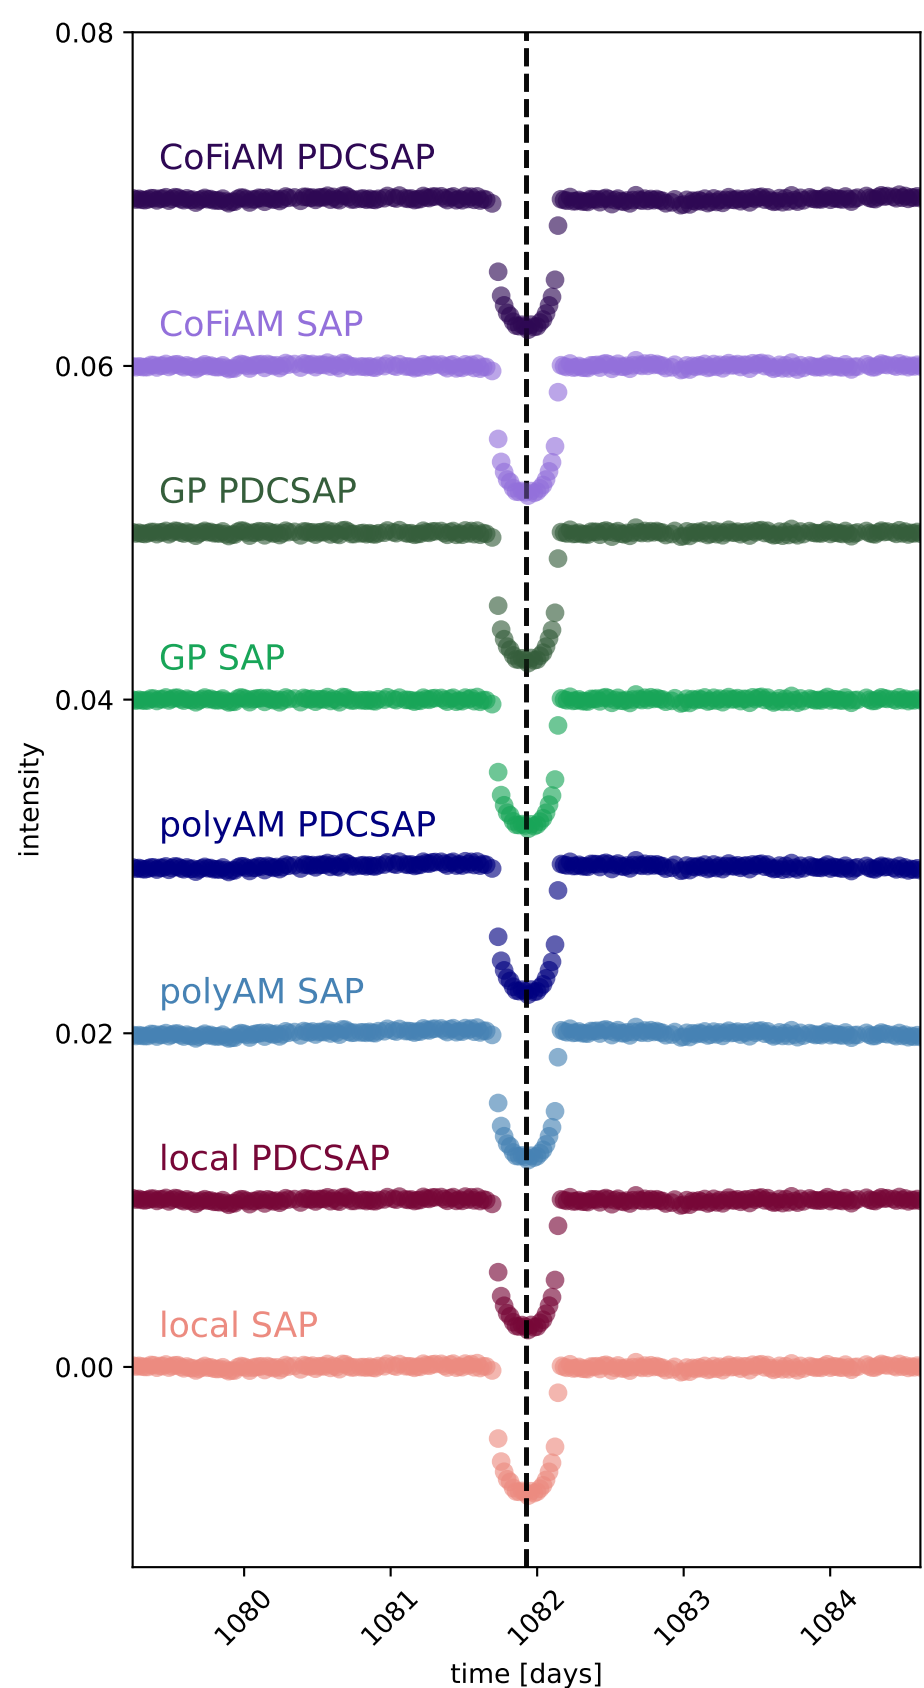 0.08
CoFiAM PDCSAP
CoFiAM SAP
0.06
GP PDCSAP
GP SAP
0.04
intensity
polyAM PDCSAP
polyAM SAP
0.02
local PDCSAP
local SAP
0.00
1080 1081 1082 1083 1084
time [days]